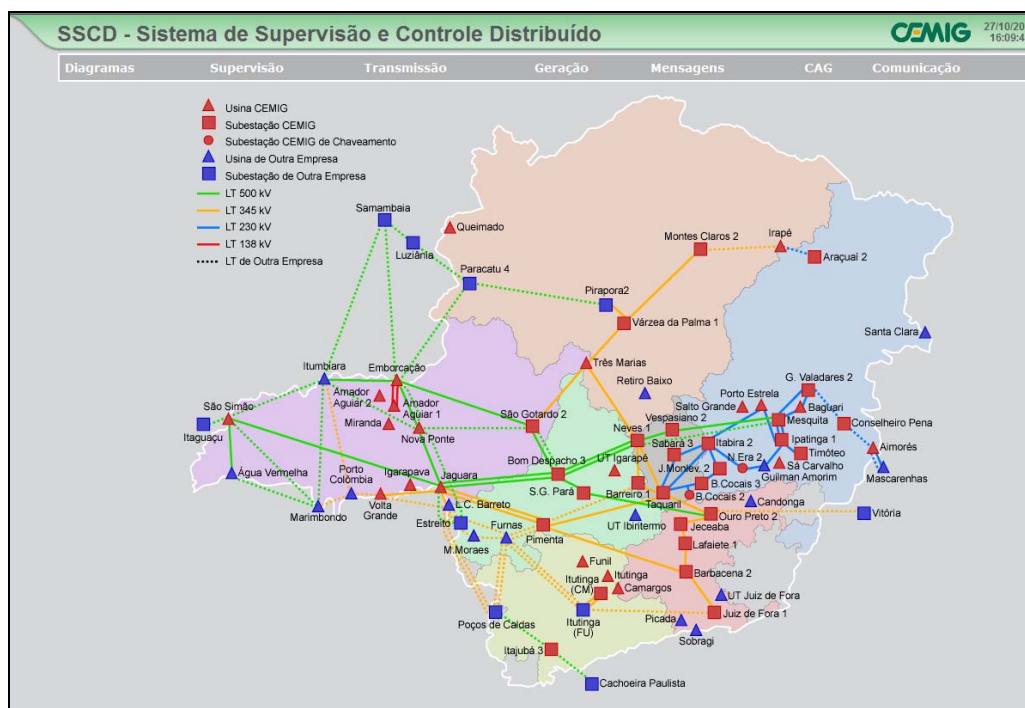 SSCD - Sistema de Supervisão e Controle Distribuído
CEMIG
27/10/20
16:09:4
Diagramas Supervisão Transmissão Geração Mensagens CAG Comunicação
Usina CEMIG
Subestação CEMIG
Subestação CEMIG de Chaveamento
Usina de Outra Empresa
Subestação de Outra Empresa
LT 500 kV
LT 345 kV
LT 230 kV
LT 138 kV
LT de Outra Empresa
Samambaia
Queimado
Luziânia
Montes Claros 2
Irapé
Araçuaí 2
Paracatu 4
Pirapora2
Várzea da Palma 1
Santa Clara
Itumbiara
Emborcação
Três Marias
Retiro Baixo
G. Valadares 2
Porto Estrela
Amador
Aguiar 2
Amador
Aguiar 1
São Simão
Miranda
Nova Ponte
São Gotardo 2
Salto Grande
Baguari
Vespasiano 2
Mesquita
Conselheiro Pena
Itaguaçu
Neves 1
Sabará 3
Itabira 2
Ipatinga 1
Timóteo
Aimorés
Bom Despacho 3
UT Igarapé
J.Monlev. 2
N.Era 2
Sá Carvalho
Guilman Amorim
Mascarenhas
Água Vermelha
Porto
Colômbia
Igarapava
Jaguara
S.G. Pará
Barreiro 1
B.Cocais 3
B.Cocais 2
Taquaril
Candonga
Marimbondo
Volta
Grande
L.C. Barreto
Estreito
Furnas
Pimenta
UT Ibiritermo
Ouro Preto 2
Vitória
Jeceaba
M.Moraes
Lafaiete 1
Funil
Itutinga
Itutinga
(CM)
Camargos
Barbacena 2
UT Juiz de Fora
Poços de Caldas
Itutinga
(FU)
Picada
Juiz de Fora 1
Sobragi
Itajubá 3
Cachoeira Paulista